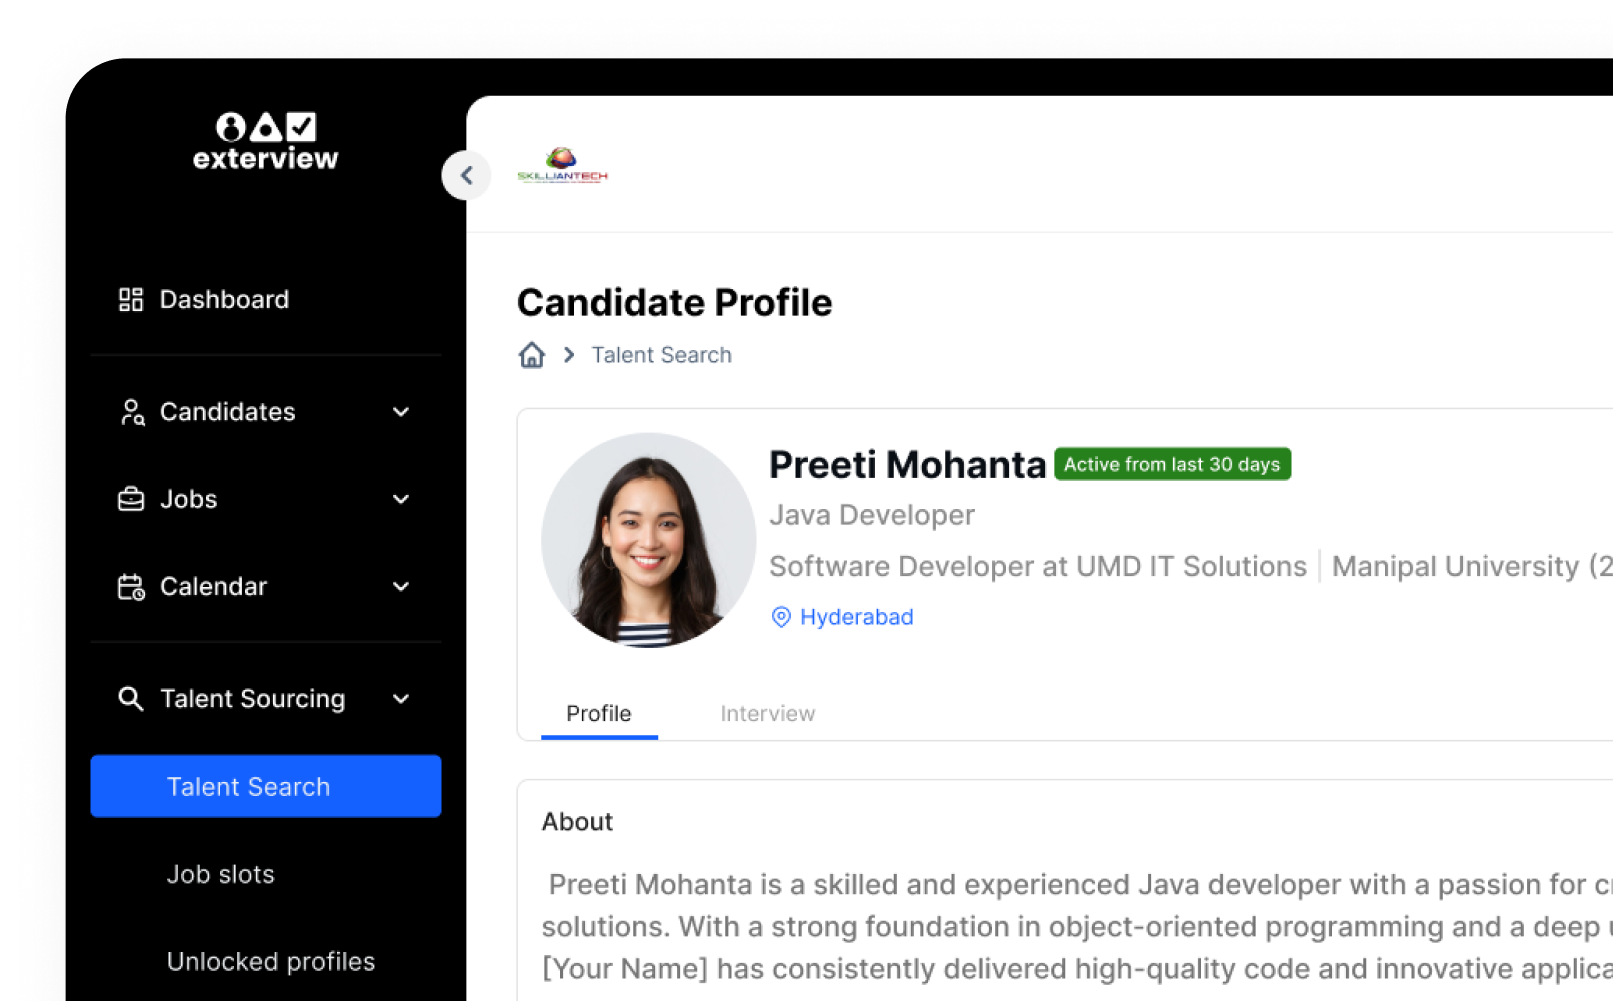 exterview
SKILLIANTECH
Dashboard
Candidates
Jobs
Calendar
Talent Sourcing
Talent Search
Job slots
Unlocked profiles
Candidate Profile
Talent Search
Preeti Mohanta Active from last 30 days
Java Developer
Software Developer at UMD IT Solutions Manipal University (2
Hyderabad
Profile Interview
About
Preeti Mohanta is a skilled and experienced Java developer with a passion for c
solutions. With a strong foundation in object-oriented programming and a deep
[Your Name] has consistently delivered high-quality code and innovative applica